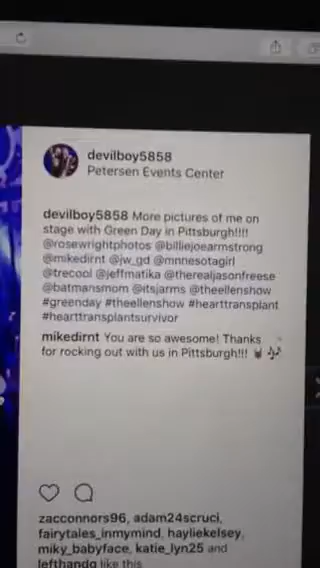 devilboy5858
Petersen Events Center
devilboy5858 More pictures of me on
stage with Green Day in Pittsburgh!!!!
@rosewrightphotos @billiejoearmstrong
@mikedirnt @jw_gd @mnnesotagirl
@trecool @jeffmatika @therealjasonfreese
@batmansmom @itsjarms @theellenshow
#greenday #theellenshow #hearttransplant
#hearttransplantsurvivor
mikedirnt You are so awesome! Thanks
for rocking out with us in Pittsburgh!!! 🤘 🎶
zacconnors96, adam24scruci,
fairytales_inmymind, hayliekelsey,
miky_babyface, katie_lyn25 and
lefthandg like this